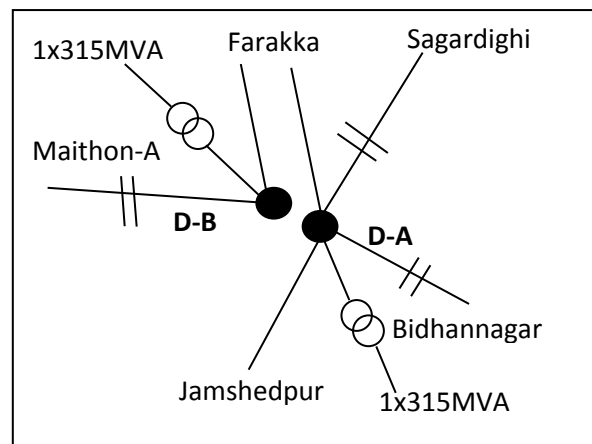 Farakka
Sagardighi
1x315MVA
Maithon-A
D-B
D-A
Bidhannagar
Jamshedpur
1x315MVA